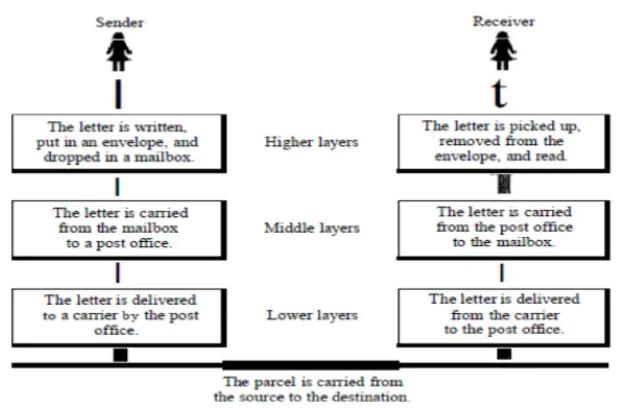 Sender
Receiver
t
The letter is written,
put in an envelope, and
dropped in a mailbox.
Higher layers
The letter is picked up,
removed from the
envelope, and read.
The letter is carried
from the mailbox
to a post office.
Middle layers
The letter is carried
from the post office
to the mailbox.
The letter is delivered
to a carrier by the post
office.
Lower layers
The letter is delivered
from the carrier
to the post office.
The parcel is carried from
the source to the destination.